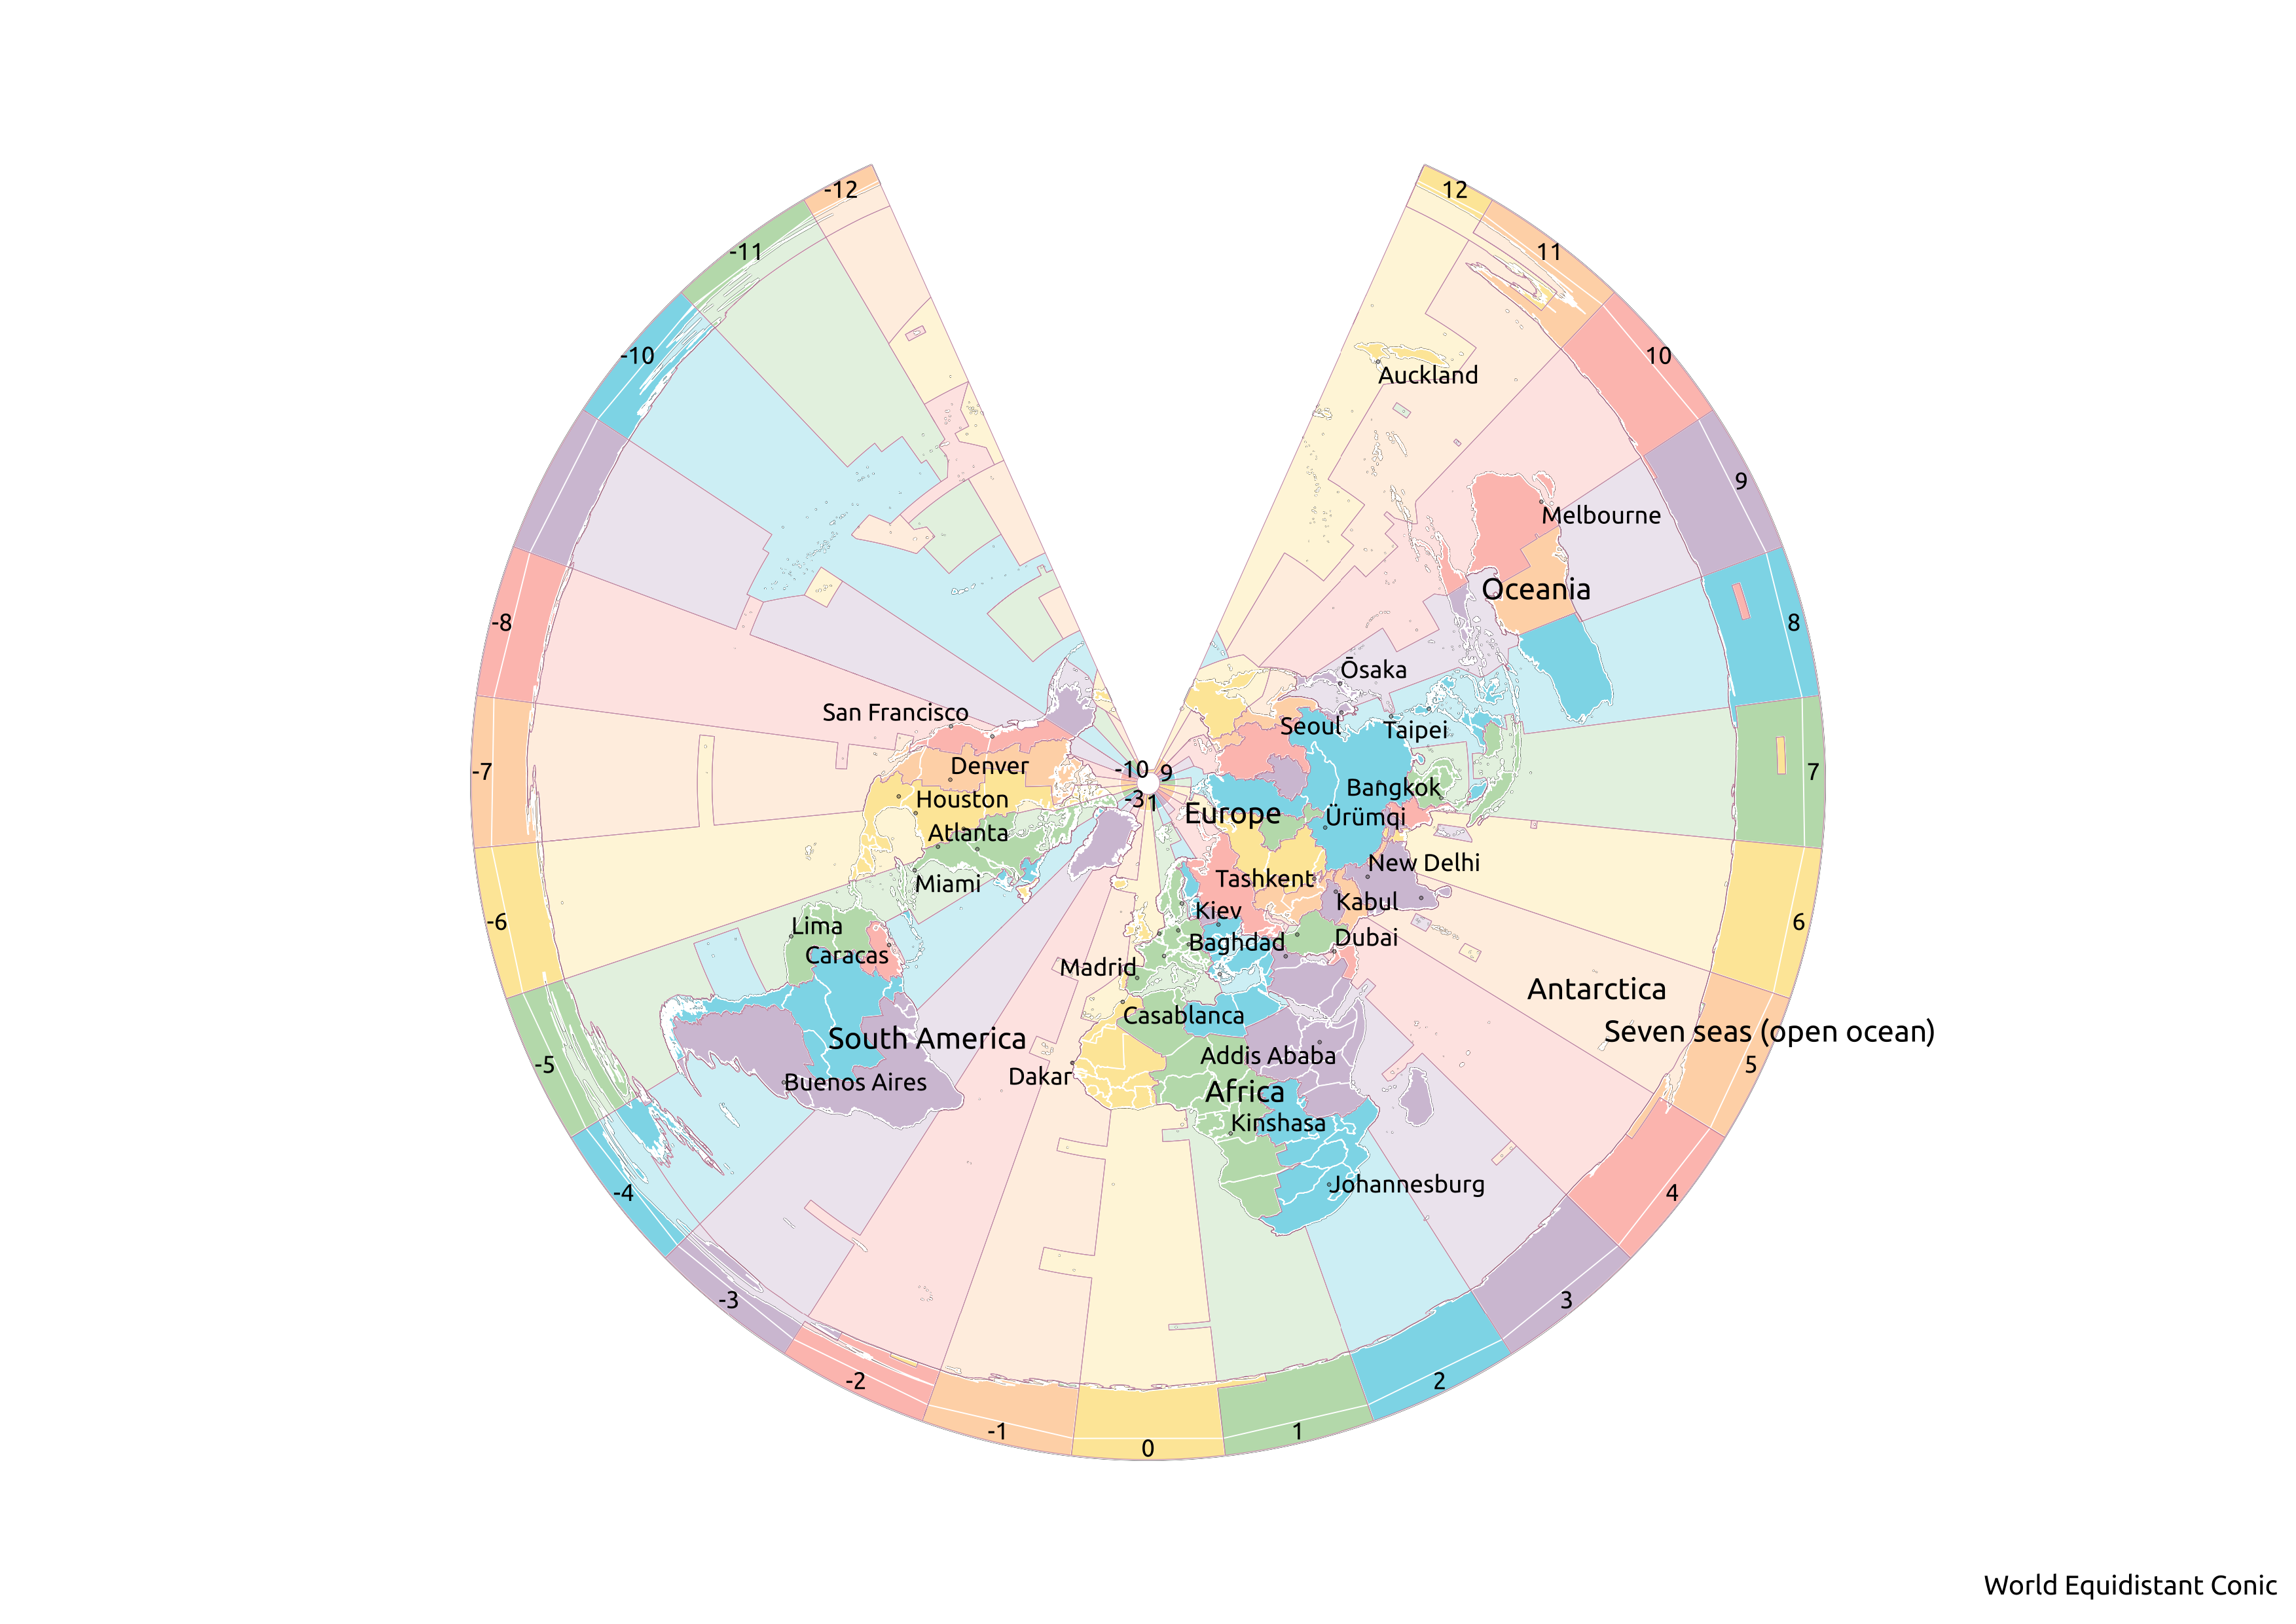 -12
12
-11
11
-10
10
Auckland
9
Melbourne
Oceania
-8
8
Ōsaka
San Francisco
Seoul
Taipei
-7
Denver
-10
9
7
Bangkok
Houston
-3
1
Europe
Ürümqi
Atlanta
New Delhi
Miami
Tashkent
Kabul
-6
Lima
Kiev
6
Caracas
Baghdad
Dubai
Madrid
Antarctica
Casablanca
Seven seas (open ocean)
South America
-5
Addis Ababa
5
Dakar
Buenos Aires
Africa
Kinshasa
-4
Johannesburg
4
-3
3
-2
2
-1
1
0
World Equidistant Conic